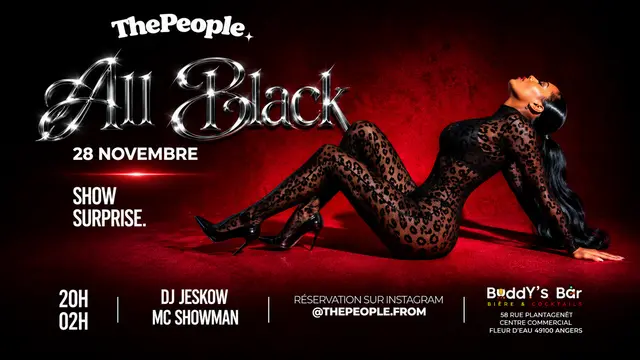 ThePeople.
All Black
28 NOVEMBRE
SHOW
SURPRISE.
20H
02H
DJ JESKOW
MC SHOWMAN
RÉSERVATION SUR INSTAGRAM
@THEPEOPLE.FROM
BuddY's Bar
BIÈRE & COCKTAILS
58 RUE PLANTAGENÊT
CENTRE COMMERCIAL
FLEUR D'EAU 49100 ANGERS